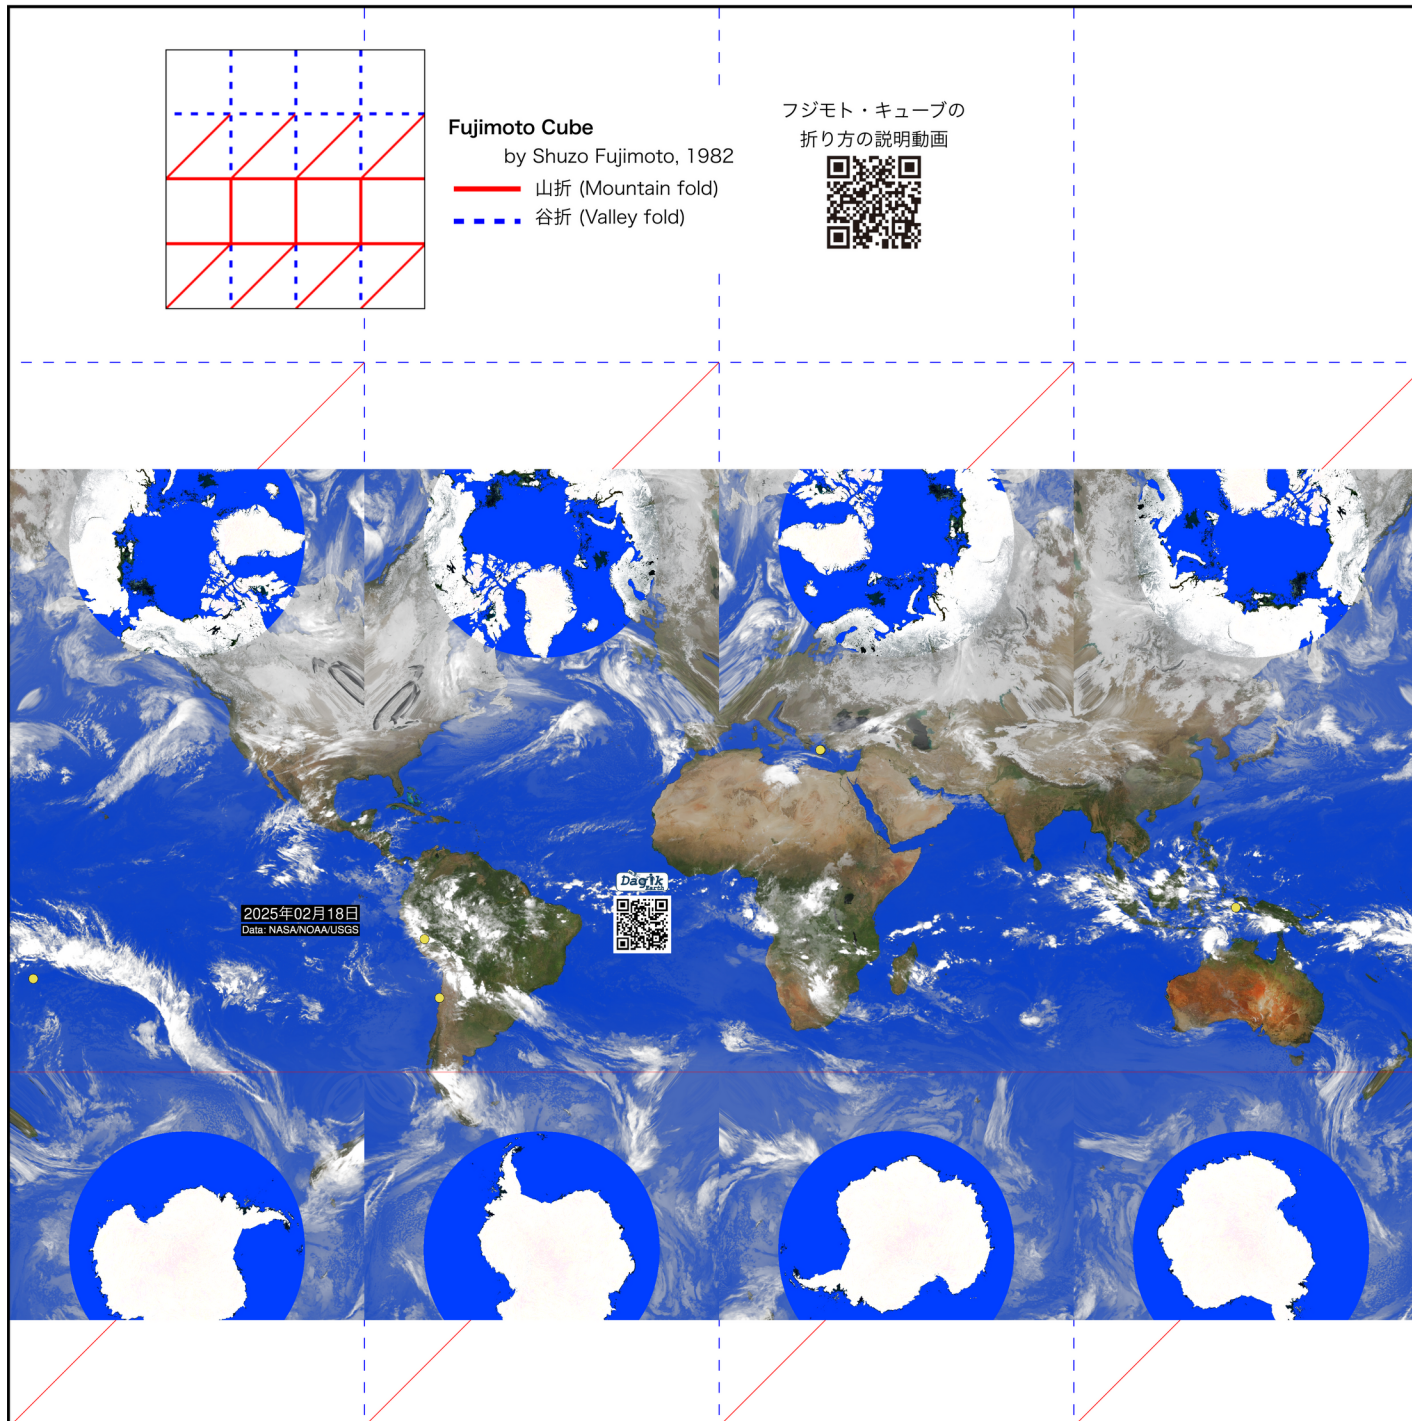 Fujimoto Cube
by Shuzo Fujimoto, 1982
山折 (Mountain fold)
谷折 (Valley fold)
フジモト・キューブの
折り方の説明動画
Dagik
Earth
2025年02月18日
Data: NASA/NOAA/USGS